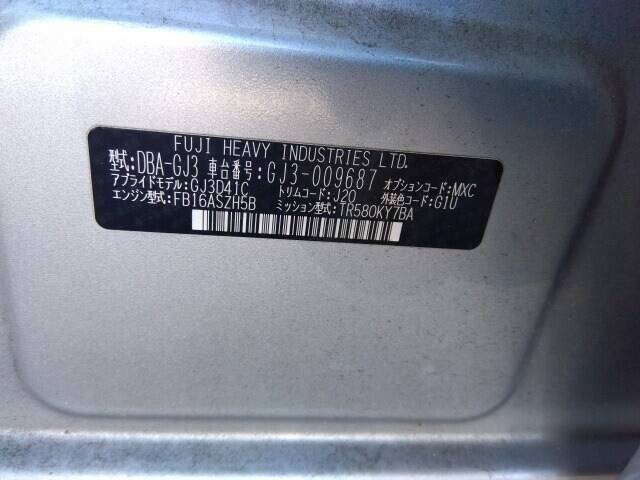 FUJI HEAVY INDUSTRIES LTD.
型式:DBA-GJ3 車台番号:GJ3-009687 オプションコード:MXC
アプライドモデル:GJ3D41C トリムコード:J20 外装色コード:G1U
エンジン型式:FB16ASZH5B ミッション型式:TR580KY7BA